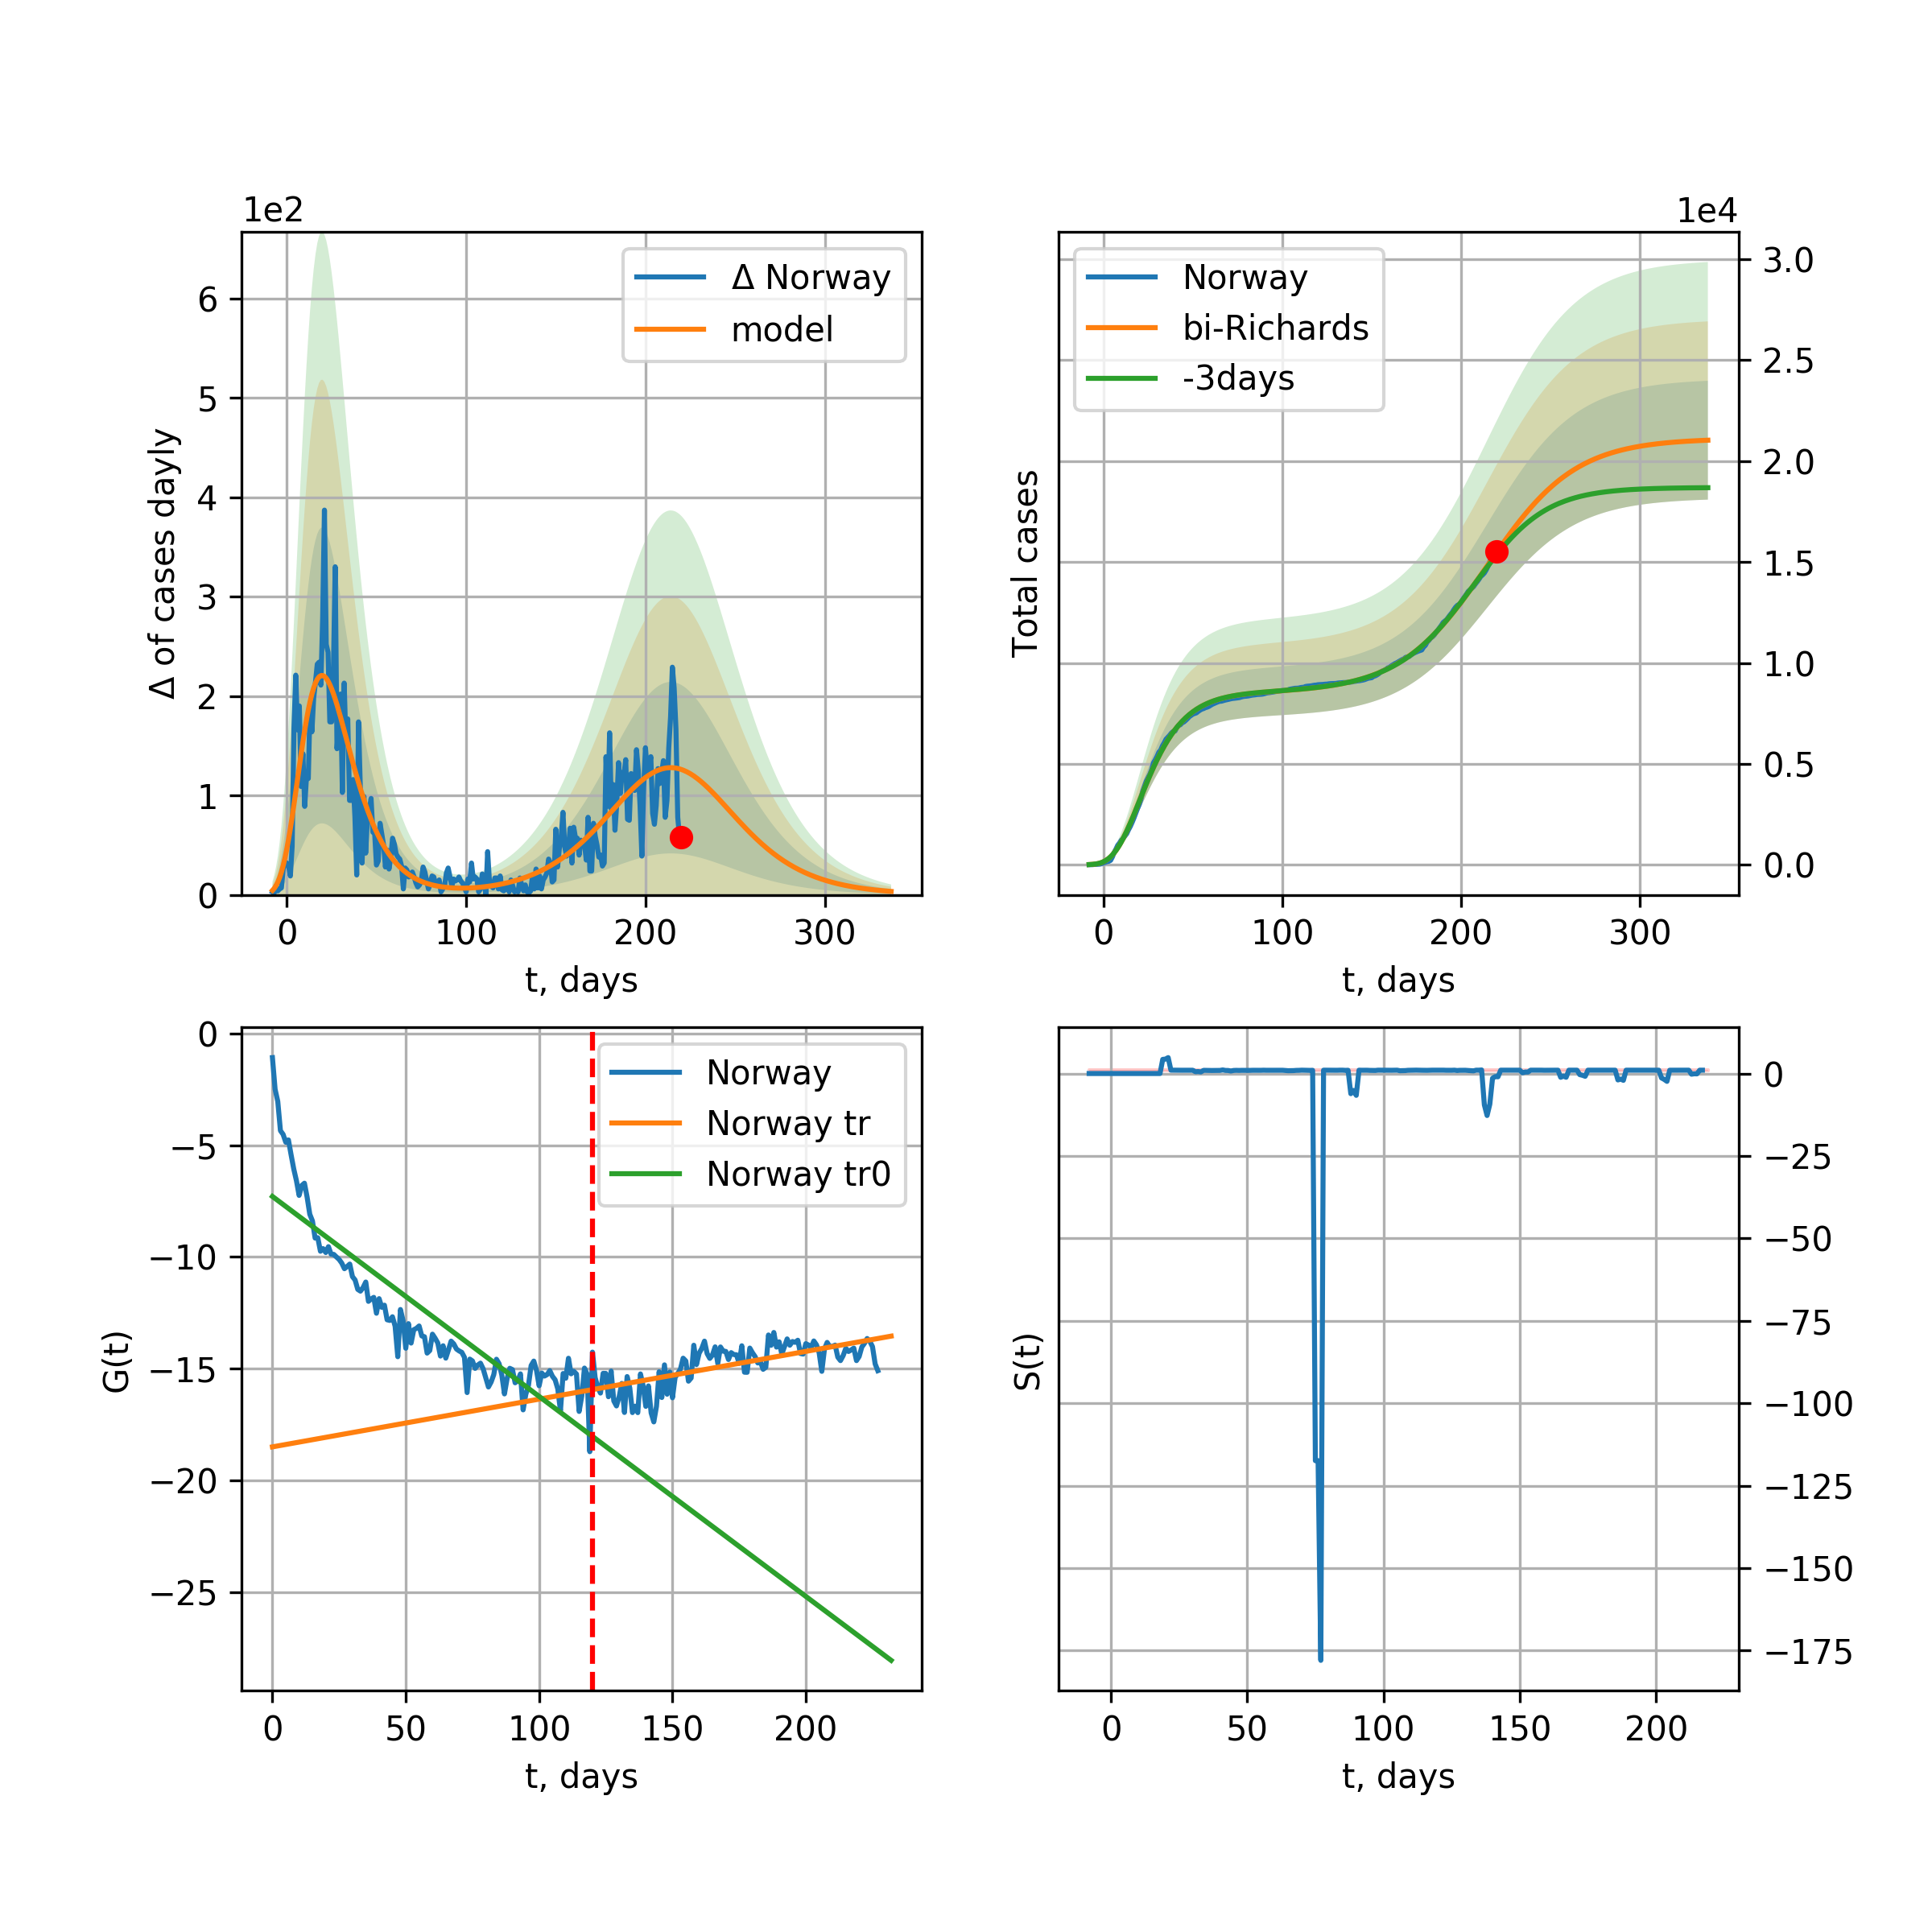 1e2
Δ of cases dayly
6
5
4
3
2
1
0
Δ Norway
model
0 100 200 300
t, days
1e4
Total cases
Norway
bi-Richards
-3days
3.0
2.5
2.0
1.5
1.0
0.5
0.0
0 100 200 300
t, days
G(t)
0
−5
−10
−15
−20
−25
Norway
Norway tr
Norway tr0
0 50 100 150 200
t, days
S(t)
0
−25
−50
−75
−100
−125
−150
−175
0 50 100 150 200
t, days